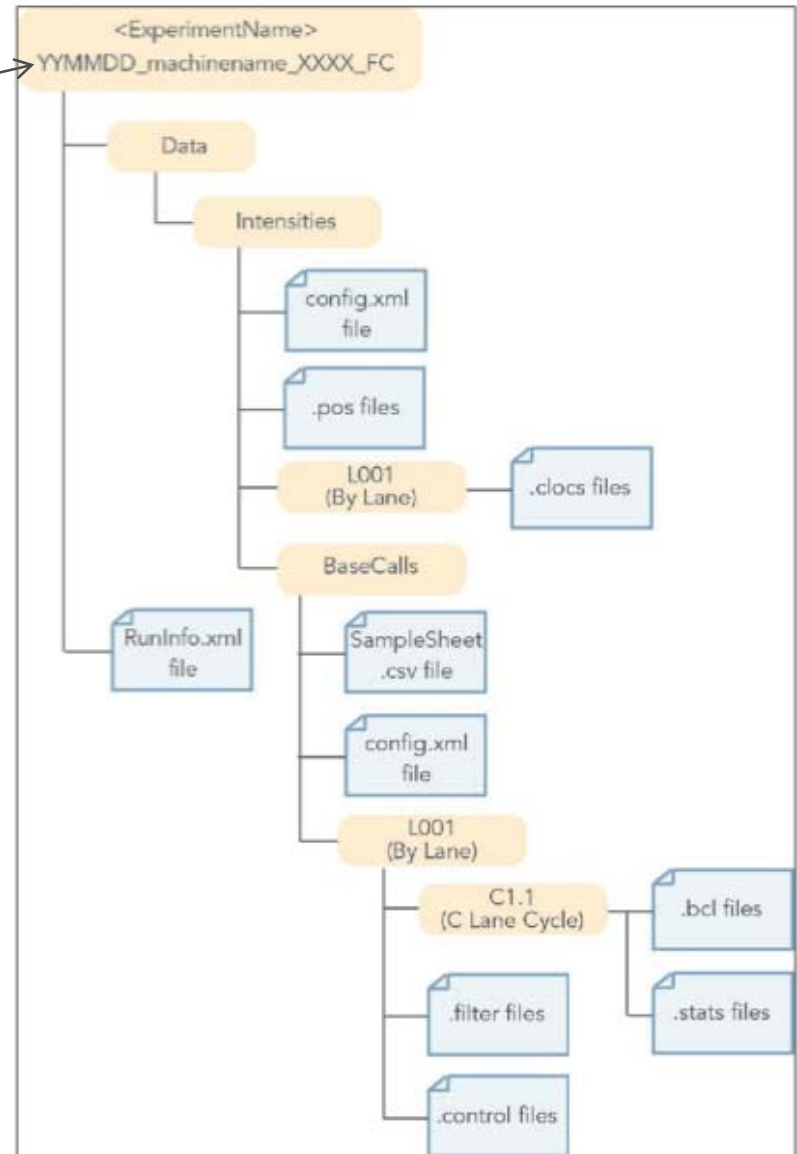 <ExperimentName>
YYMMDD_machinename_XXXX_FC
Data
Intensities
config.xml
file
.pos files
L001
(By Lane)
.clocs files
BaseCalls
RunInfo.xml
file
SampleSheet
.csv file
config.xml
file
L001
(By Lane)
C1.1
(C Lane Cycle)
.bcl files
.stats files
.filter files
.control files